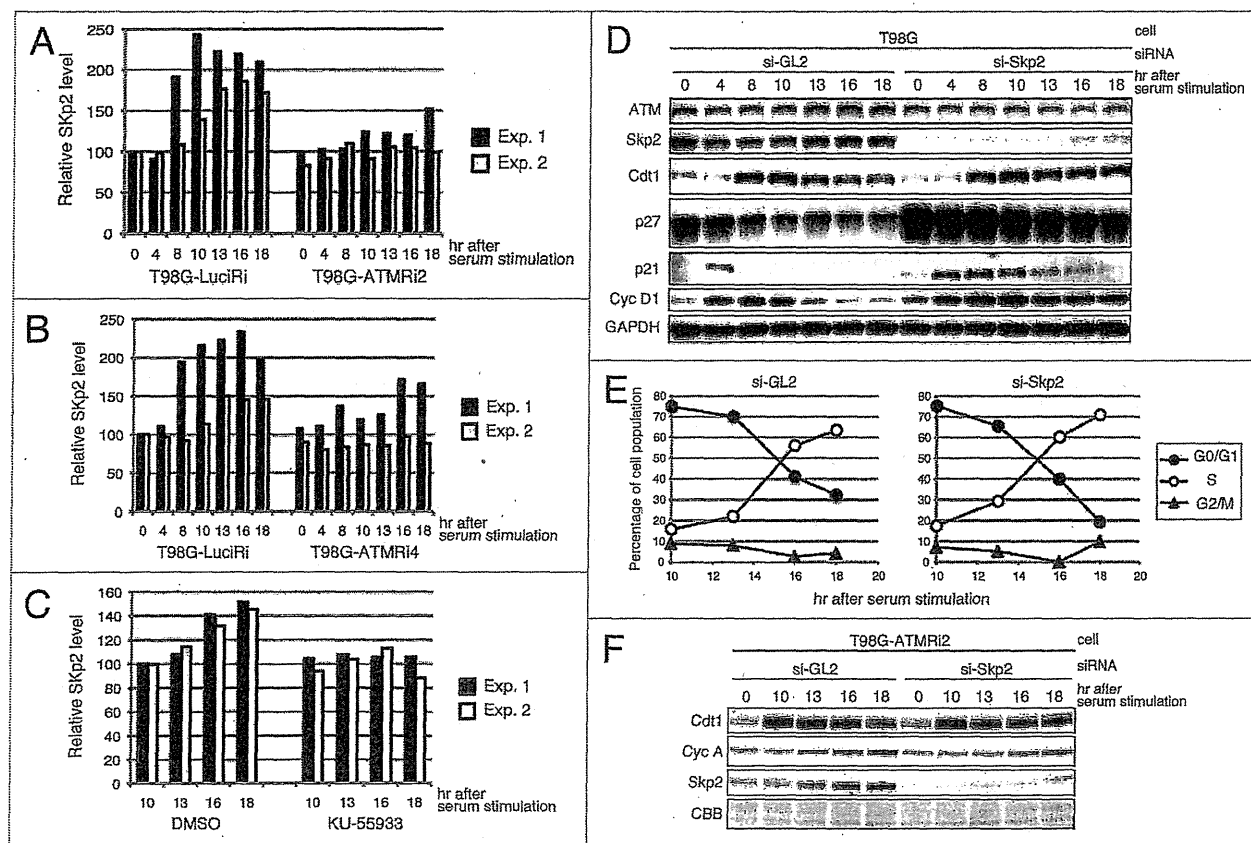 A
Relative SKp2 level
250
200
150
100
50
0
0 4 8 10 13 16 18 0 4 8 10 13 16 18
T98G-LuciRi T98G-ATMRi2
hr after
serum stimulation
Exp. 1
Exp. 2
B
Relative SKp2 level
250
200
150
100
50
0
0 4 8 10 13 16 18 0 4 8 10 13 16 18
T98G-LuciRi T98G-ATMRi4
hr after
serum stimulation
Exp. 1
Exp. 2
C
Relative SKp2 level
160
140
120
100
80
60
40
20
0
10 13 16 18 10 13 16 18
DMSO KU-55933
hr after
serum stimulation
Exp. 1
Exp. 2
D
T98G cell
si-GL2 si-Skp2 siRNA
0 4 8 10 13 16 18 0 4 8 10 13 16 18 hr after
serum stimulation
ATM
Skp2
Cdt1
p27
p21
Cyc D1
GAPDH
E
si-GL2 si-Skp2
Percentage of cell population
80
70
60
50
40
30
20
10
0
10 12 14 16 18 20
80
70
60
50
40
30
20
10
0
10 12 14 16 18 20
hr after serum stimulation
G0/G1
S
G2/M
F
T98G-ATMRi2 cell
si-GL2 si-Skp2 siRNA
0 10 13 16 18 0 10 13 16 18 hr after
serum stimulation
Cdt1
Cyc A
Skp2
CBB